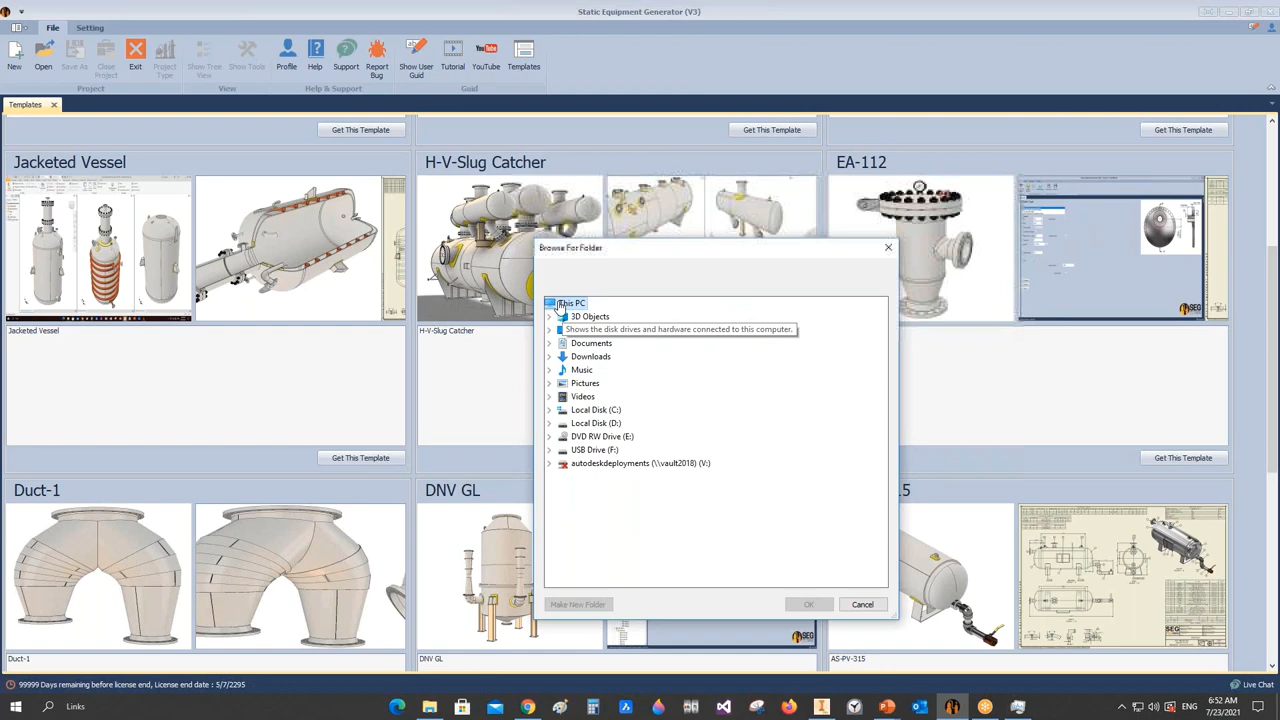 Static Equipment Generator (V3)
File Setting
New Open Save As Close Project Exit Project Type Show Tree View Show Tools Profile Help Support Report Bug Show User Guid Tutorial YouTube Templates
Project View Help & Support Guid
Templates
Get This Template Get This Template Get This Template
Jacketed Vessel H-V-Slug Catcher EA-112
Browse For Folder
This PC
3D Objects
Shows the disk drives and hardware connected to this computer.
Documents
Downloads
Music
Pictures
Videos
Local Disk (C:)
Local Disk (D:)
DVD RW Drive (E:)
USB Drive (F:)
autodeskdeployments (\\vault2018) (V:)
Jacketed Vessel H-V-Slug Catcher
Get This Template Get This Template
Duct-1 DNV GL 15
Make New Folder OK Cancel
SEG
Duct-1 DNV GL AS-PV-315
99999 Days remaining before license end, License end date : 5/7/2295 Live Chat
Links
6:52 AM
7/23/2021